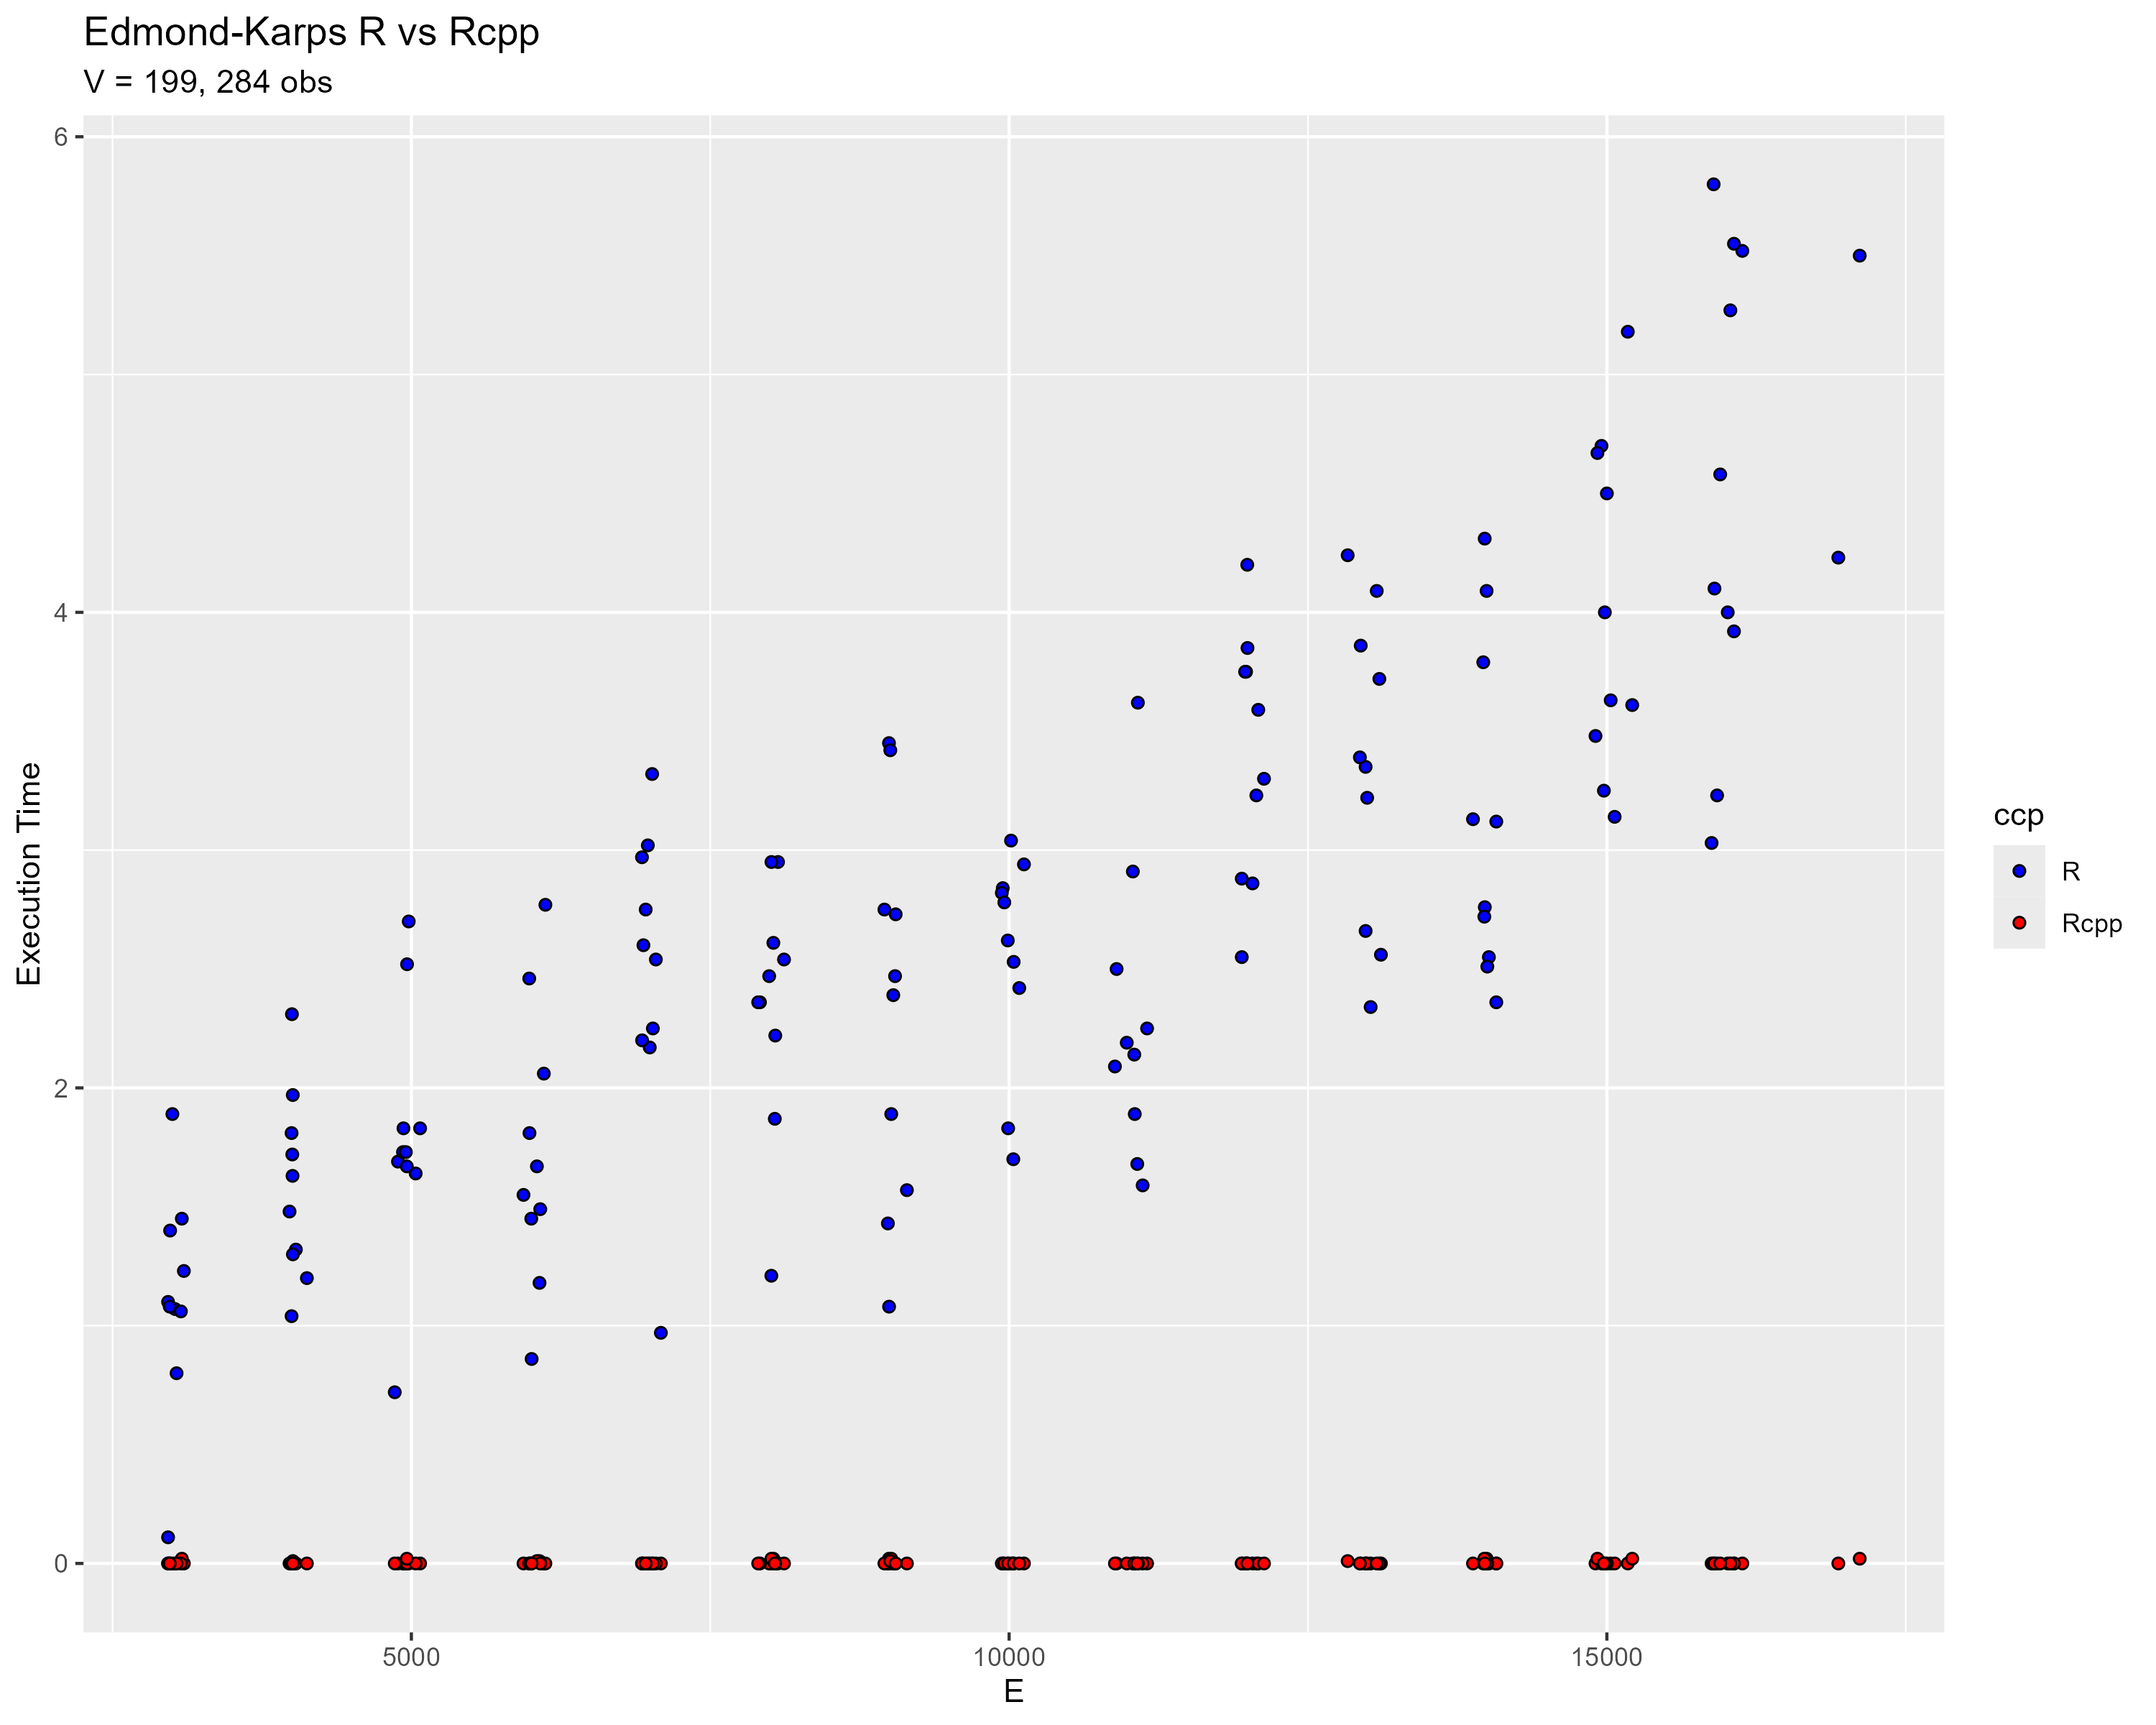 Edmond-Karps R vs Rcpp
V = 199, 284 obs
6
4
2
0
Execution Time
5000
10000
15000
E
ccp
R
Rcpp